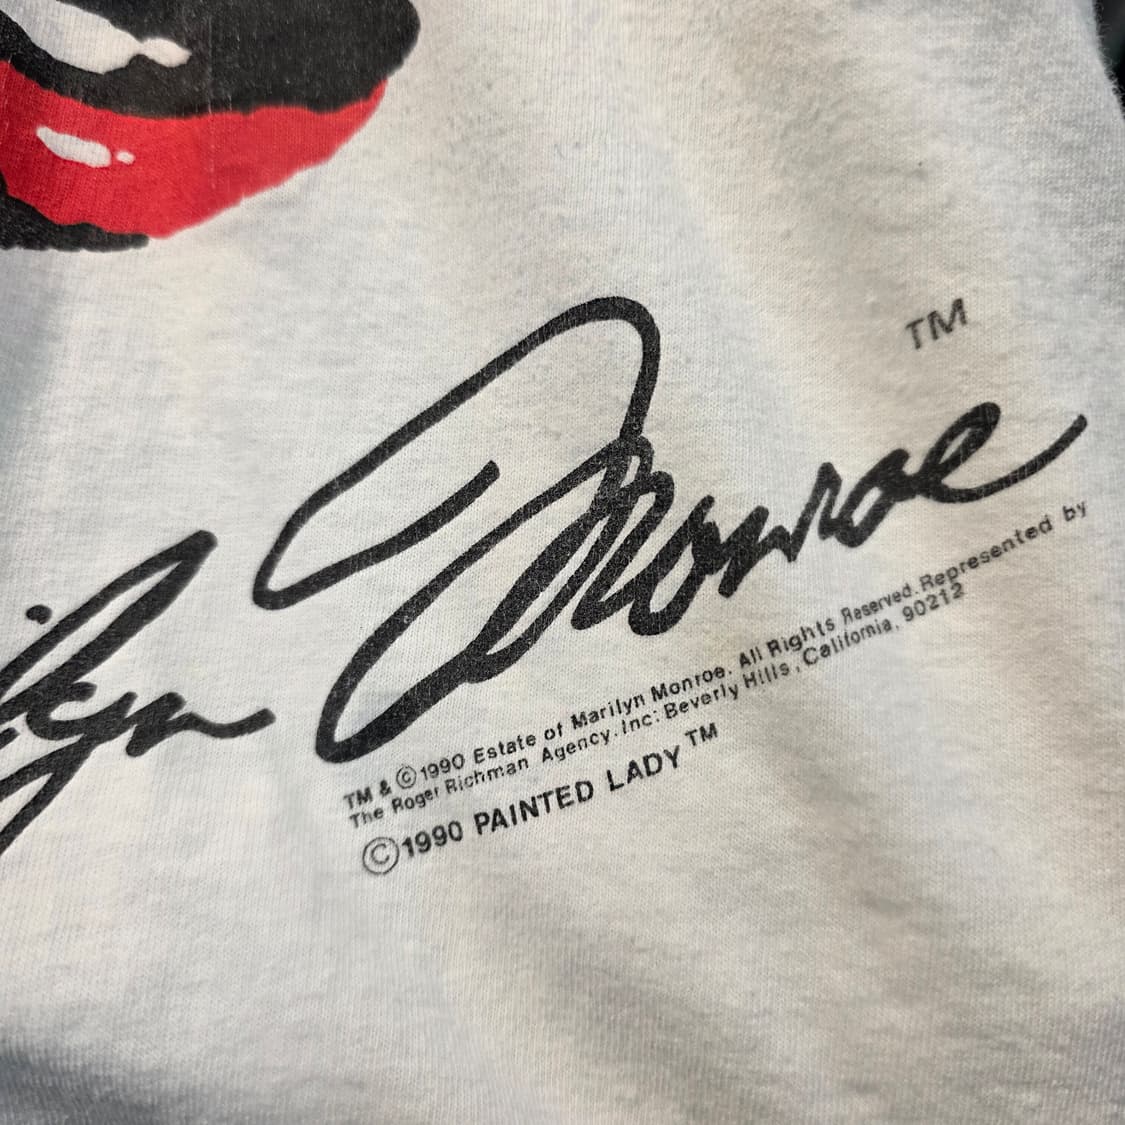 ilyn Monroe TM
TM & © 1990 Estate of Marilyn Monroe. All Rights Reserved. Represented by
The Roger Richman Agency. Inc: Beverly Hills, California, 90212
© 1990 PAINTED LADY TM